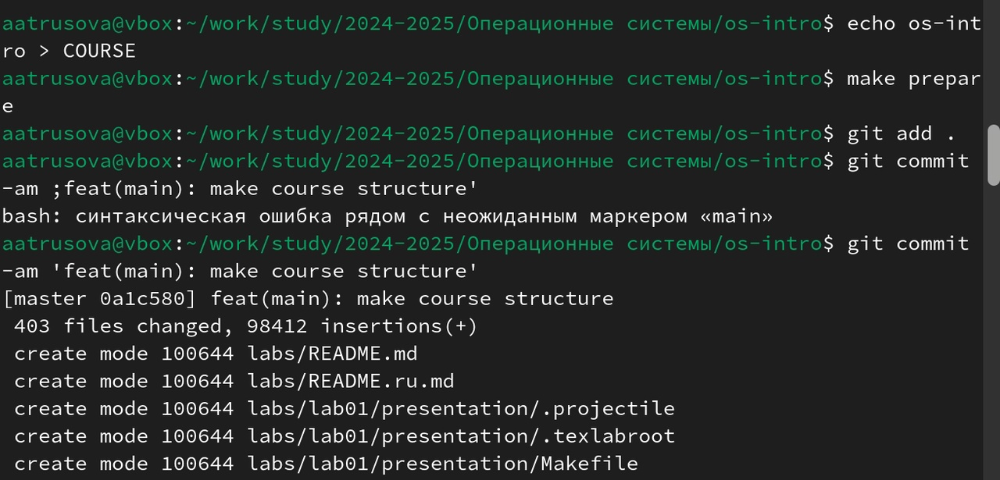 aatrusova@vbox:~/work/study/2024-2025/Операционные системы/os-intro$ echo os-int
ro > COURSE
aatrusova@vbox:~/work/study/2024-2025/Операционные системы/os-intro$ make prepar
e
aatrusova@vbox:~/work/study/2024-2025/Операционные системы/os-intro$ git add .
aatrusova@vbox:~/work/study/2024-2025/Операционные системы/os-intro$ git commit
-am ;feat(main): make course structure'
bash: синтаксическая ошибка рядом с неожиданным маркером «main»
aatrusova@vbox:~/work/study/2024-2025/Операционные системы/os-intro$ git commit
-am 'feat(main): make course structure'
[master 0a1c580] feat(main): make course structure
 403 files changed, 98412 insertions(+)
 create mode 100644 labs/README.md
 create mode 100644 labs/README.ru.md
 create mode 100644 labs/lab01/presentation/.projectile
 create mode 100644 labs/lab01/presentation/.texlabroot
 create mode 100644 labs/lab01/presentation/Makefile